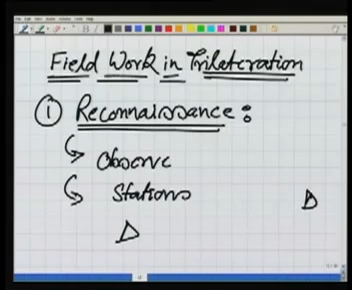 Field Work in Trilateration
① Reconnaissance:
Observe
Stations